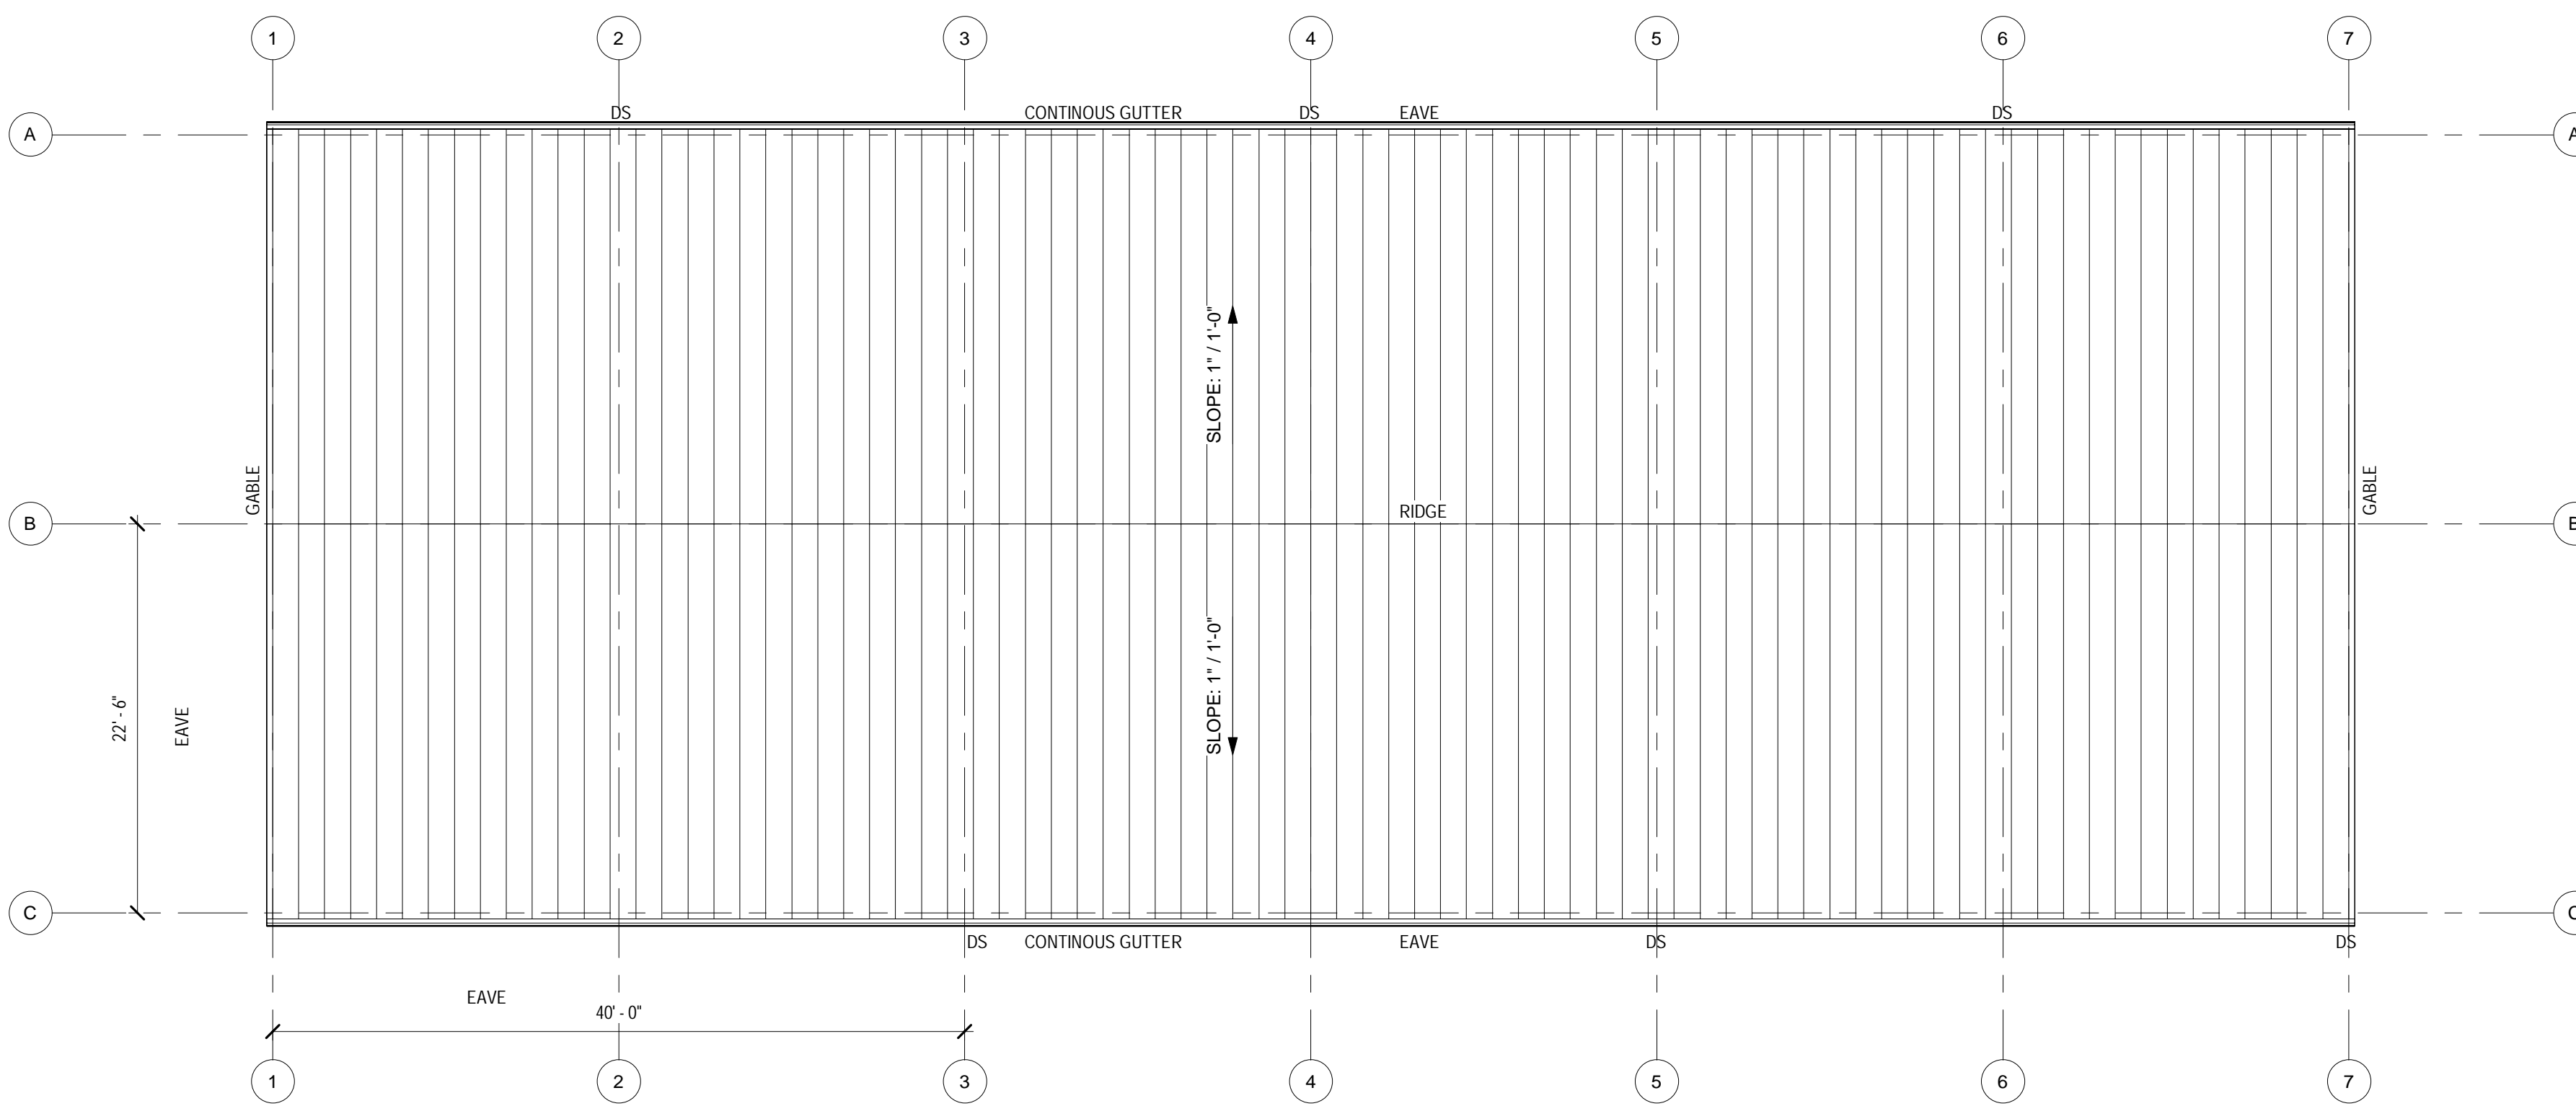 1 2 3 4 5 6 7
DS CONTINOUS GUTTER DS EAVE DS
A A
SLOPE: 1" / 1'-0"
GABLE GABLE
RIDGE
B B
SLOPE: 1" / 1'-0"
22' - 6"
EAVE
C C
DS CONTINOUS GUTTER EAVE DS DS
EAVE
40' - 0"
1 2 3 4 5 6 7